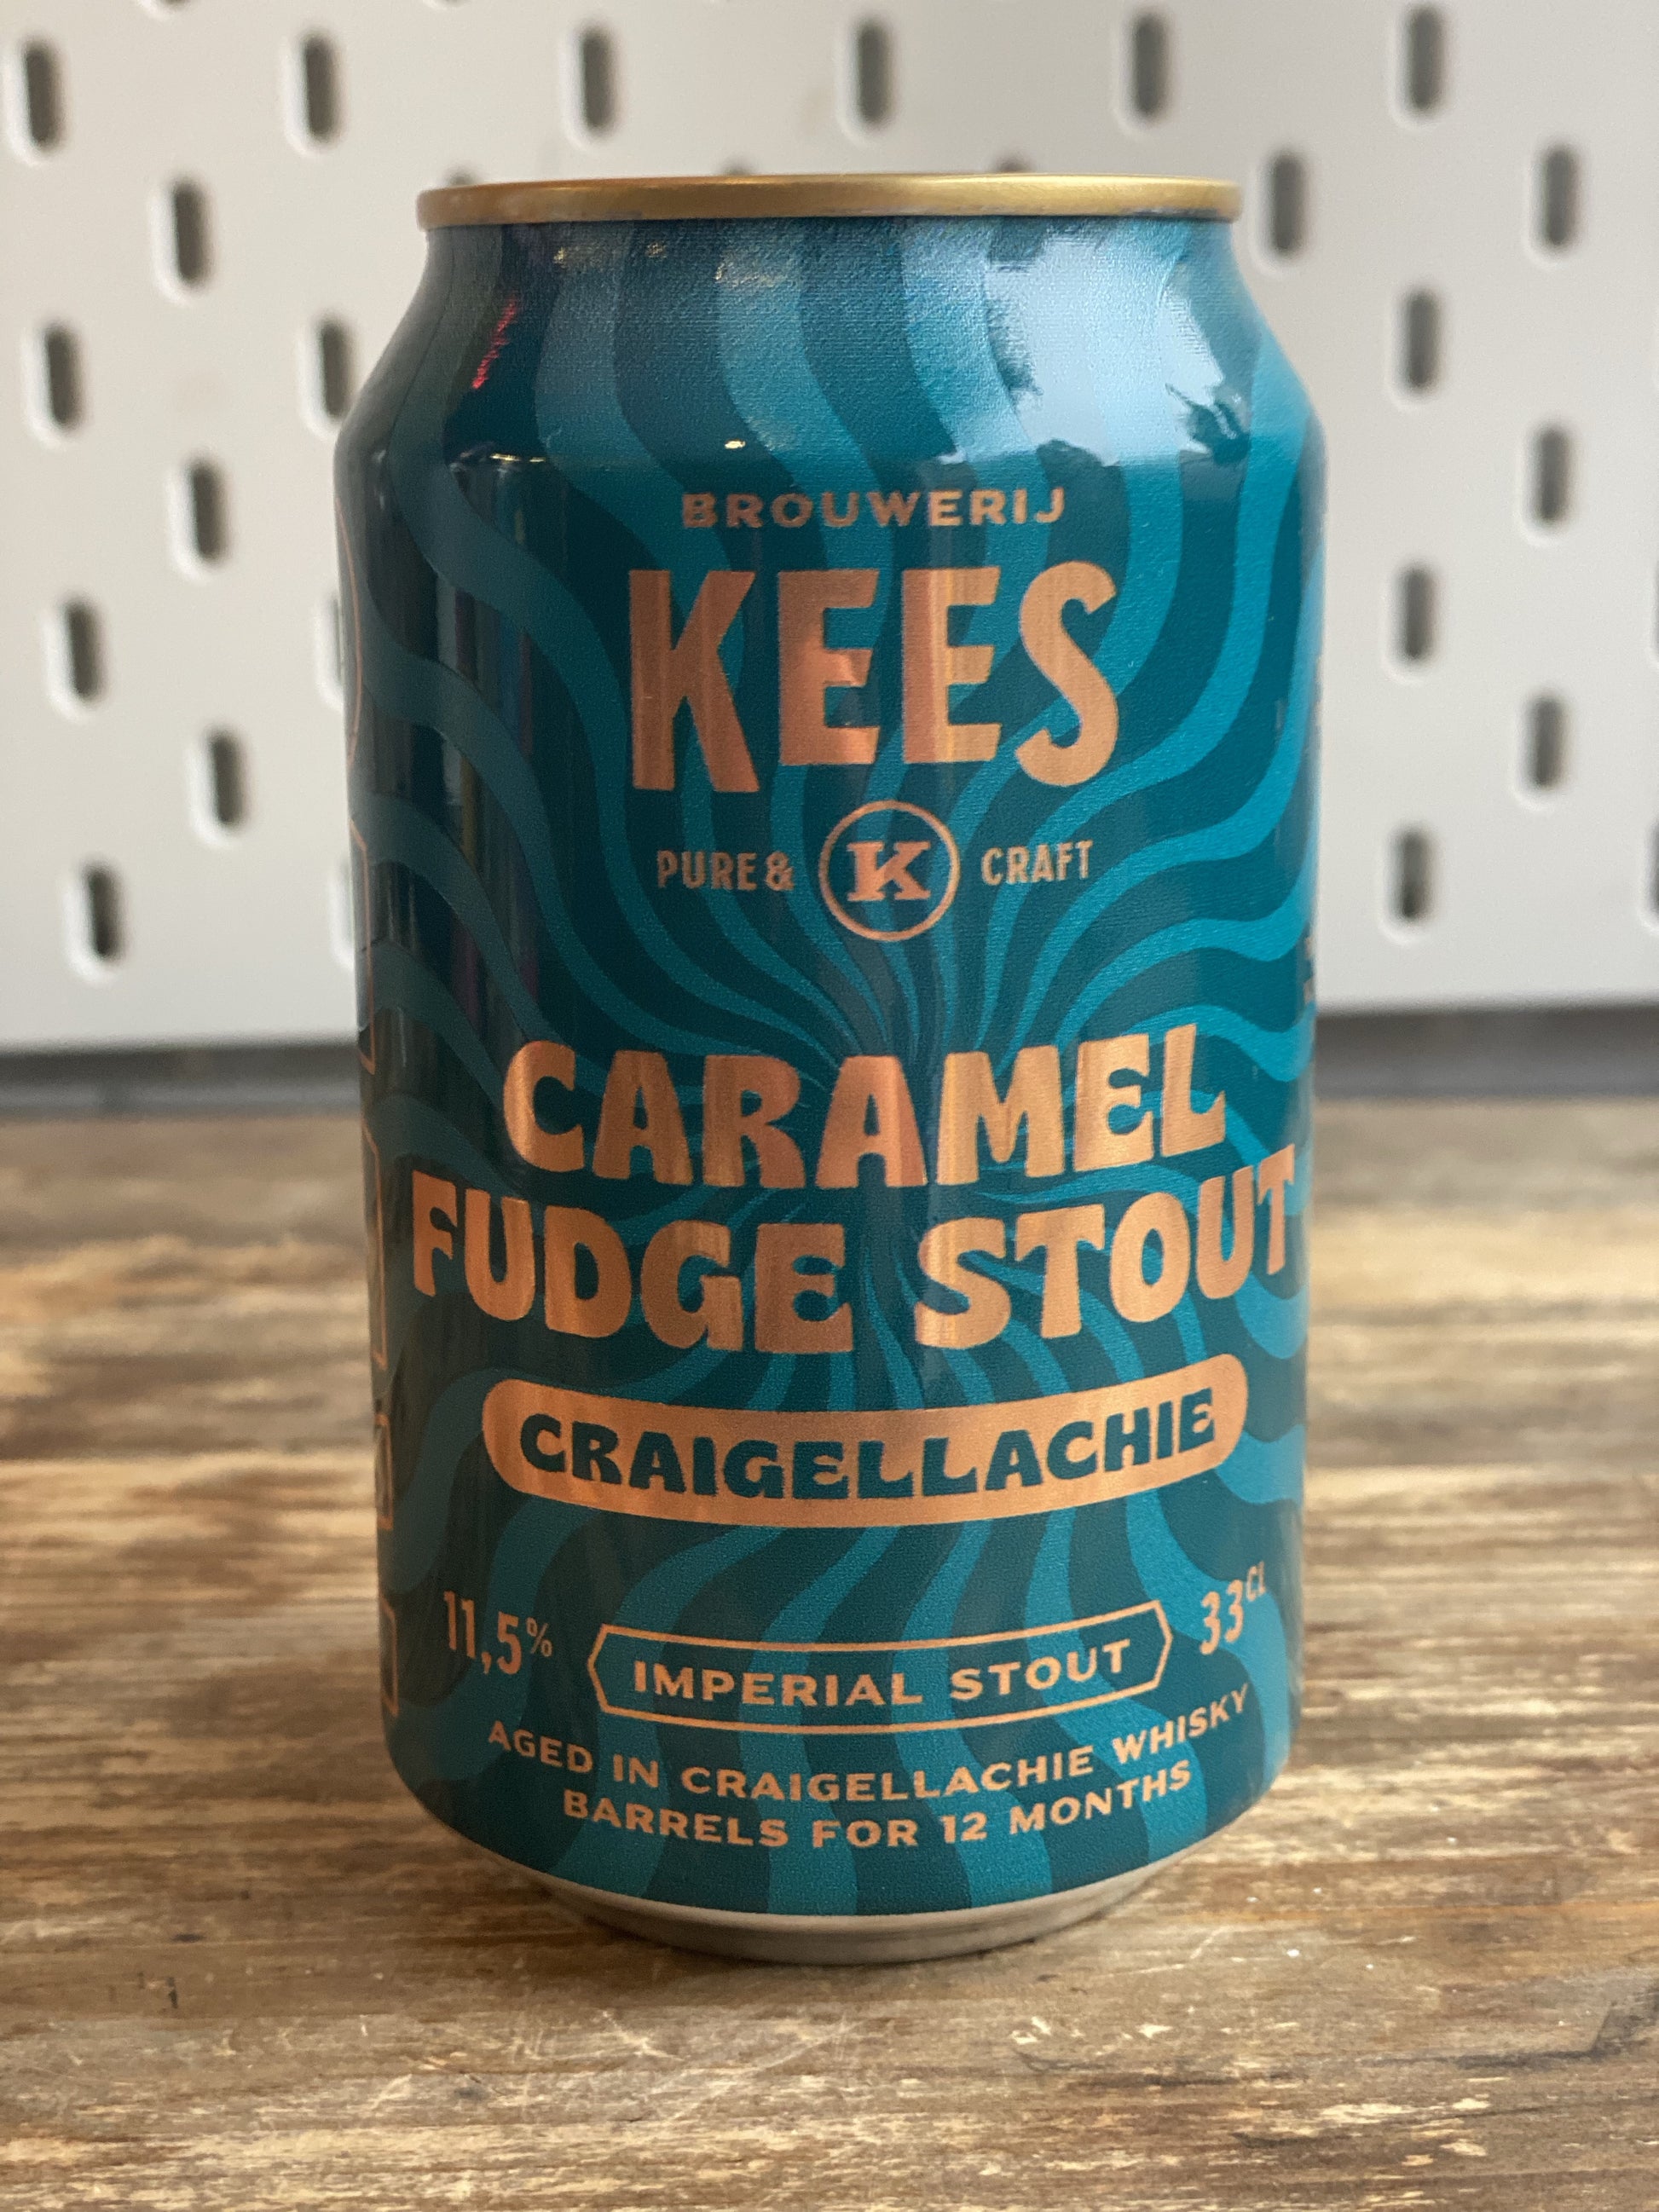 BROUWERIJ
KEES
PURE & K CRAFT
CARAMEL
FUDGE STOUT
CRAIGELLACHIE
11,5% IMPERIAL STOUT 33CL
AGED IN CRAIGELLACHIE WHISKY
BARRELS FOR 12 MONTHS